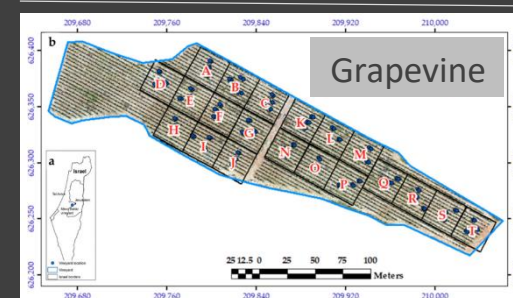 209,680 209,760 209,840 209,920 210,000
b
Grapevine
626,400 626,350 626,300 626,250 626,200
A
B
C
D
E
F
G
H
I
J
K
L
M
N
O
P
Q
R
S
T
a
Israel
25 12.5 0 25 50 75 100
Meters
209,680 209,760 209,840 209,920 210,000